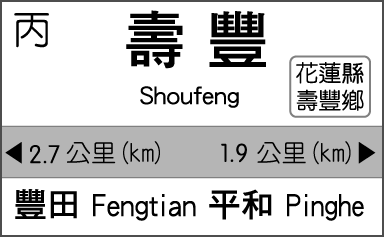 丙
壽豐
Shoufeng
花蓮縣
壽豐鄉
◀2.7公里(km) 1.9公里(km)▶
豐田 Fengtian 平和 Pinghe